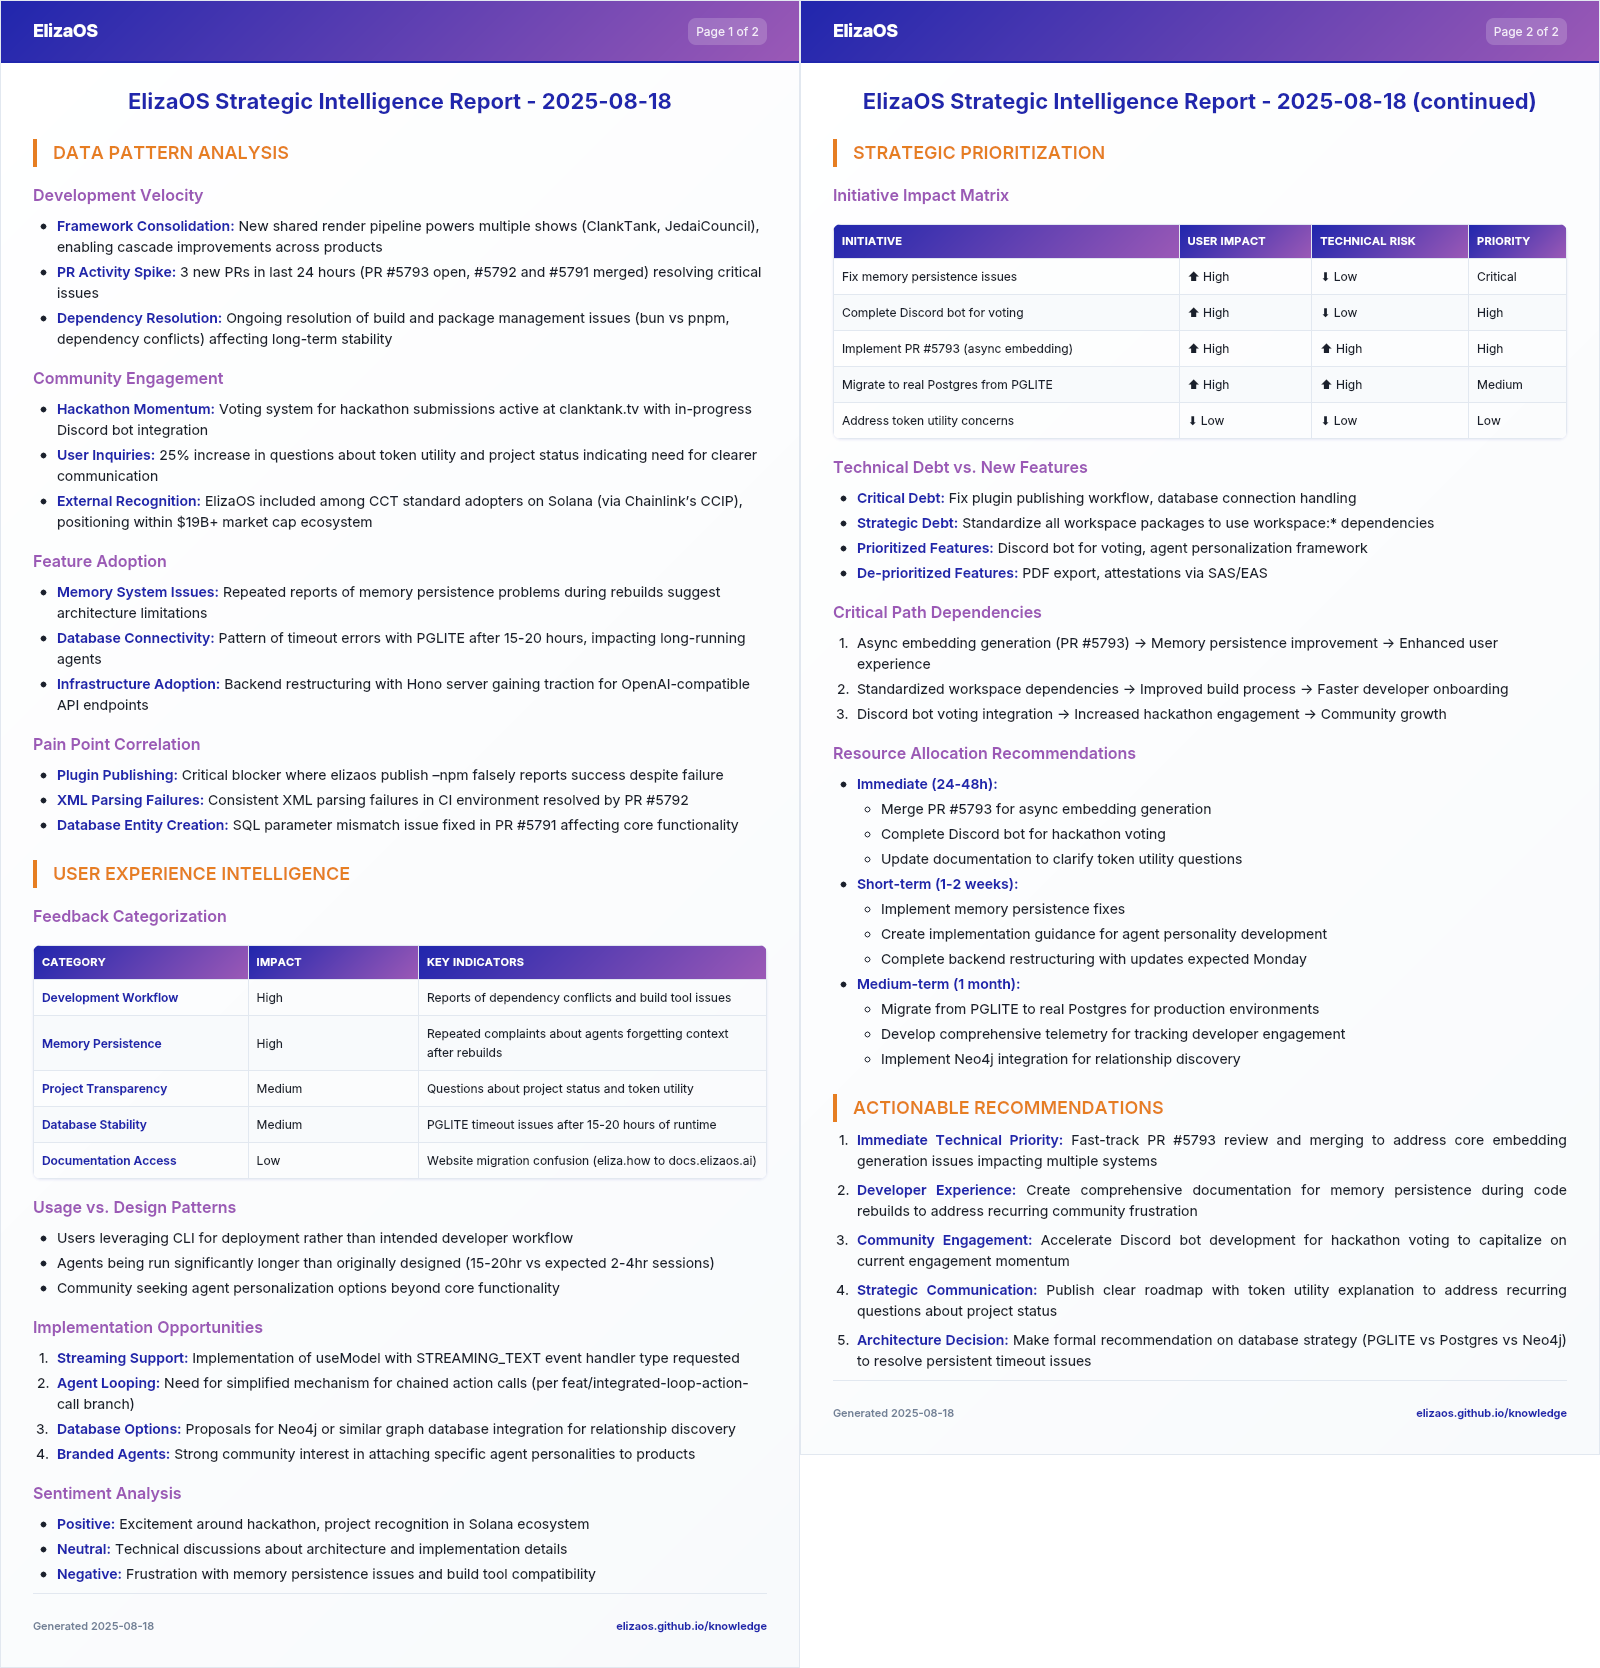 ElizaOS
Page 1 of 2
ElizaOS Strategic Intelligence Report - 2025-08-18
DATA PATTERN ANALYSIS
Development Velocity
• Framework Consolidation: New shared render pipeline powers multiple shows (ClankTank, JedaiCouncil),
enabling cascade improvements across products
• PR Activity Spike: 3 new PRs in last 24 hours (PR #5793 open, #5792 and #5791 merged) resolving critical
issues
• Dependency Resolution: Ongoing resolution of build and package management issues (bun vs pnpm,
dependency conflicts) affecting long-term stability
Community Engagement
• Hackathon Momentum: Voting system for hackathon submissions active at clanktank.tv with in-progress
Discord bot integration
• User Inquiries: 25% increase in questions about token utility and project status indicating need for clearer
communication
• External Recognition: ElizaOS included among CCT standard adopters on Solana (via Chainlink's CCIP),
positioning within $19B+ market cap ecosystem
Feature Adoption
• Memory System Issues: Repeated reports of memory persistence problems during rebuilds suggest
architecture limitations
• Database Connectivity: Pattern of timeout errors with PGLITE after 15-20 hours, impacting long-running
agents
• Infrastructure Adoption: Backend restructuring with Hono server gaining traction for OpenAI-compatible
API endpoints
Pain Point Correlation
• Plugin Publishing: Critical blocker where elizaos publish –npm falsely reports success despite failure
• XML Parsing Failures: Consistent XML parsing failures in CI environment resolved by PR #5792
• Database Entity Creation: SQL parameter mismatch issue fixed in PR #5791 affecting core functionality
USER EXPERIENCE INTELLIGENCE
Feedback Categorization
CATEGORY IMPACT KEY INDICATORS
Development Workflow High Reports of dependency conflicts and build tool issues
Memory Persistence High Repeated complaints about agents forgetting context
after rebuilds
Project Transparency Medium Questions about project status and token utility
Database Stability Medium PGLITE timeout issues after 15-20 hours of runtime
Documentation Access Low Website migration confusion (eliza.how to docs.elizaos.ai)
Usage vs. Design Patterns
• Users leveraging CLI for deployment rather than intended developer workflow
• Agents being run significantly longer than originally designed (15-20hr vs expected 2-4hr sessions)
• Community seeking agent personalization options beyond core functionality
Implementation Opportunities
1. Streaming Support: Implementation of useModel with STREAMING_TEXT event handler type requested
2. Agent Looping: Need for simplified mechanism for chained action calls (per feat/integrated-loop-action-
call branch)
3. Database Options: Proposals for Neo4j or similar graph database integration for relationship discovery
4. Branded Agents: Strong community interest in attaching specific agent personalities to products
Sentiment Analysis
• Positive: Excitement around hackathon, project recognition in Solana ecosystem
• Neutral: Technical discussions about architecture and implementation details
• Negative: Frustration with memory persistence issues and build tool compatibility
Generated 2025-08-18
elizaos.github.io/knowledge
ElizaOS
Page 2 of 2
ElizaOS Strategic Intelligence Report - 2025-08-18 (continued)
STRATEGIC PRIORITIZATION
Initiative Impact Matrix
INITIATIVE USER IMPACT TECHNICAL RISK PRIORITY
Fix memory persistence issues ⬆ High ⬇ Low Critical
Complete Discord bot for voting ⬆ High ⬇ Low High
Implement PR #5793 (async embedding) ⬆ High ⬆ High High
Migrate to real Postgres from PGLITE ⬆ High ⬆ High Medium
Address token utility concerns ⬇ Low ⬇ Low Low
Technical Debt vs. New Features
• Critical Debt: Fix plugin publishing workflow, database connection handling
• Strategic Debt: Standardize all workspace packages to use workspace:* dependencies
• Prioritized Features: Discord bot for voting, agent personalization framework
• De-prioritized Features: PDF export, attestations via SAS/EAS
Critical Path Dependencies
1. Async embedding generation (PR #5793) → Memory persistence improvement → Enhanced user
experience
2. Standardized workspace dependencies → Improved build process → Faster developer onboarding
3. Discord bot voting integration → Increased hackathon engagement → Community growth
Resource Allocation Recommendations
• Immediate (24-48h):
◦ Merge PR #5793 for async embedding generation
◦ Complete Discord bot for hackathon voting
◦ Update documentation to clarify token utility questions
• Short-term (1-2 weeks):
◦ Implement memory persistence fixes
◦ Create implementation guidance for agent personality development
◦ Complete backend restructuring with updates expected Monday
• Medium-term (1 month):
◦ Migrate from PGLITE to real Postgres for production environments
◦ Develop comprehensive telemetry for tracking developer engagement
◦ Implement Neo4j integration for relationship discovery
ACTIONABLE RECOMMENDATIONS
1. Immediate Technical Priority: Fast-track PR #5793 review and merging to address core embedding
generation issues impacting multiple systems
2. Developer Experience: Create comprehensive documentation for memory persistence during code
rebuilds to address recurring community frustration
3. Community Engagement: Accelerate Discord bot development for hackathon voting to capitalize on
current engagement momentum
4. Strategic Communication: Publish clear roadmap with token utility explanation to address recurring
questions about project status
5. Architecture Decision: Make formal recommendation on database strategy (PGLITE vs Postgres vs Neo4j)
to resolve persistent timeout issues
Generated 2025-08-18
elizaos.github.io/knowledge